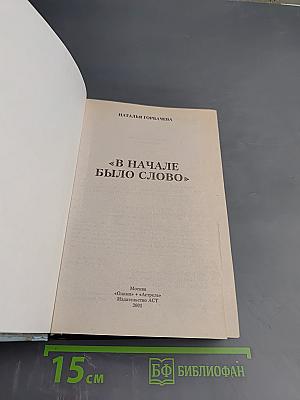 НАТАЛЬЯ ГОРБАЧЕВА
«В НАЧАЛЕ
БЫЛО СЛОВО»
Москва
«Олимп» • «Астрель»
Издательство АСТ
2001
15 см
БФ БИБЛИОФАН